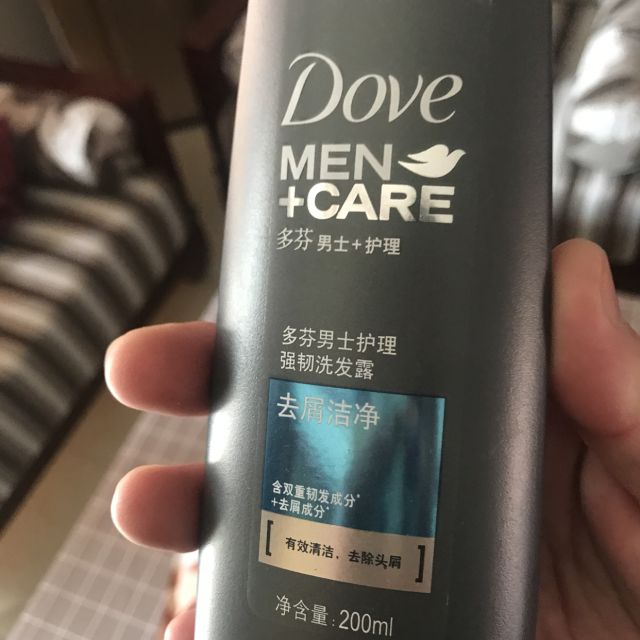 Dove
MEN
+CARE
多芬男士+护理
多芬男士护理
强韧洗发露
去屑洁净
含双重韧发成分*
+去屑成分*
[有效清洁，去除头屑]
净含量：200ml